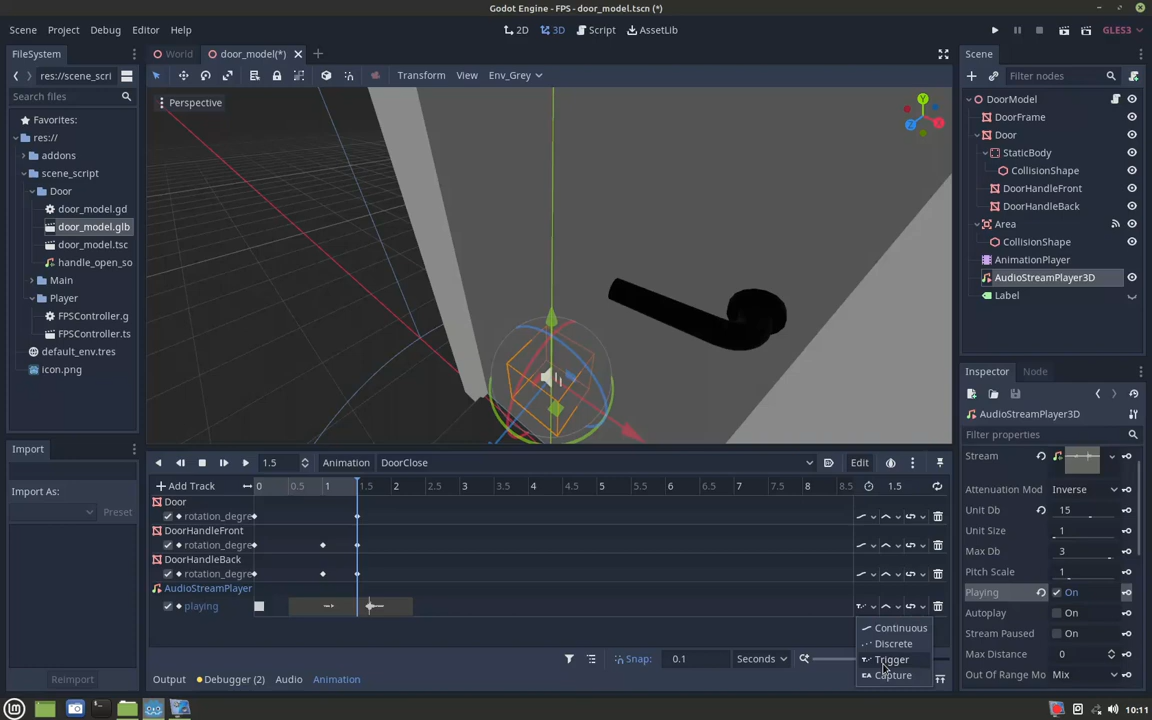 Godot Engine - FPS - door_model.tscn (*)
Scene Project Debug Editor Help
2D 3D Script AssetLib
GLES3
FileSystem
World door_model(*)
Scene
res://scene_scri
Transform View Env_Grey
Filter nodes
Search files
Perspective
Y
X
Z
Favorites:
res://
addons
scene_script
Door
door_model.gd
door_model.glb
door_model.tsc
handle_open_so
Main
Player
FPSController.g
FPSController.ts
default_env.tres
icon.png
DoorModel
DoorFrame
Door
StaticBody
CollisionShape
DoorHandleFront
DoorHandleBack
Area
CollisionShape
AnimationPlayer
AudioStreamPlayer3D
Label
Import
Import As:
Preset
Reimport
1.5 Animation DoorClose Edit
Add Track 0 0.5 1 1.5 2 2.5 3 3.5 4 4.5 5 5.5 6 6.5 7 7.5 8 8.5 1.5
Door
rotation_degre
DoorHandleFront
rotation_degre
DoorHandleBack
rotation_degre
AudioStreamPlayer
playing
Continuous
Discrete
Trigger
Capture
Snap: 0.1 Seconds
Output Debugger (2) Audio Animation
Inspector Node
AudioStreamPlayer3D
Filter properties
Stream
Attenuation Mod Inverse
Unit Db 15
Unit Size 1
Max Db 3
Pitch Scale 1
Playing On
Autoplay On
Stream Paused On
Max Distance 0
Out Of Range Mo Mix
10:11